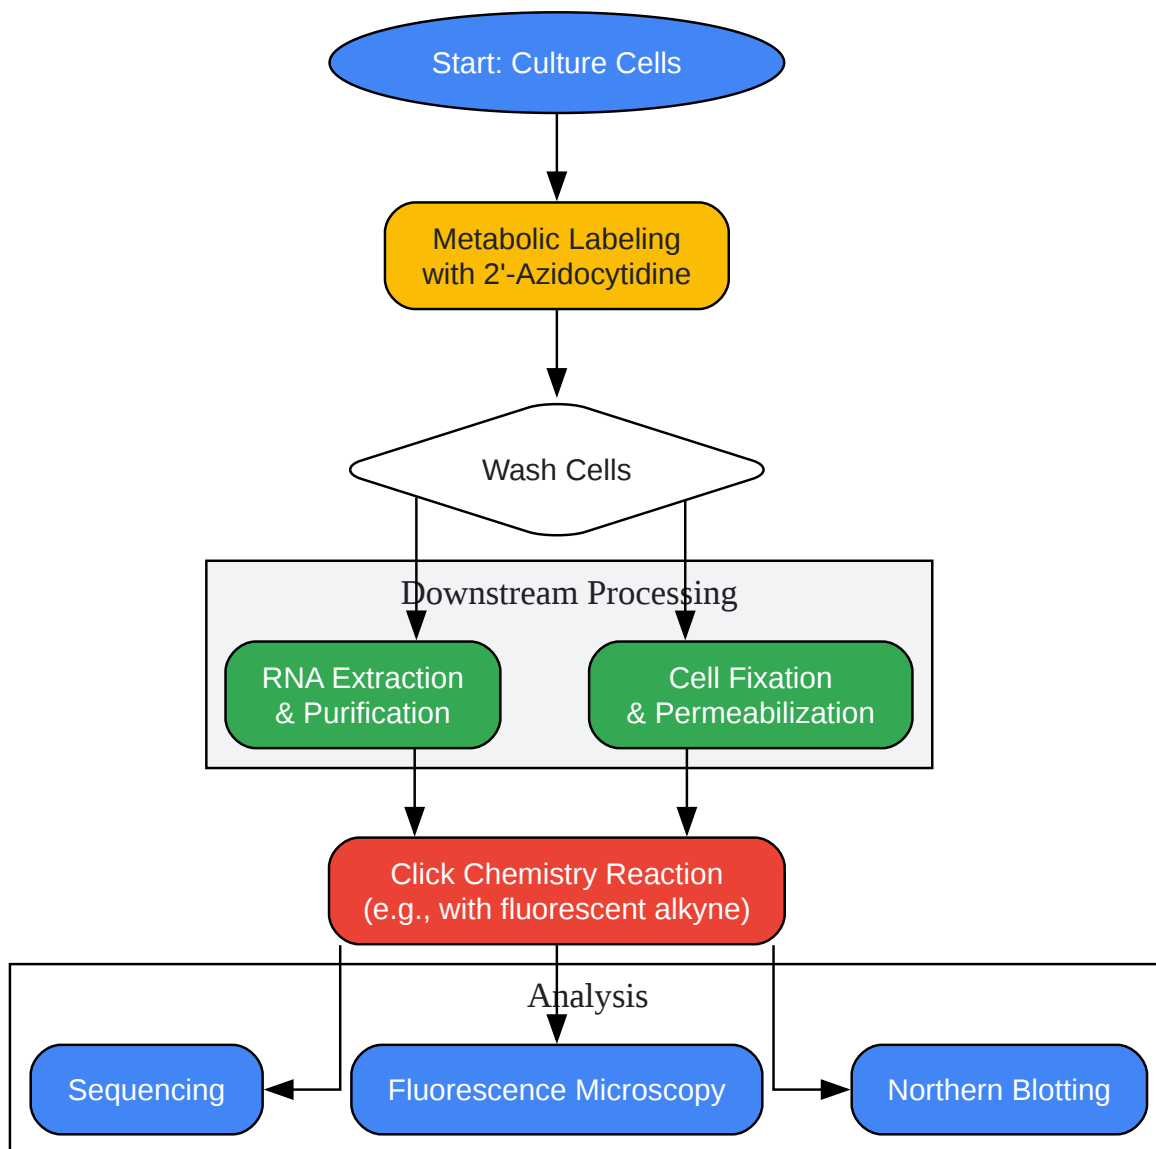 Start: Culture Cells
Metabolic Labeling
with 2'-Azidocytidine
Wash Cells
Downstream Processing
RNA Extraction
& Purification
Cell Fixation
& Permeabilization
Click Chemistry Reaction
(e.g., with fluorescent alkyne)
Analysis
Sequencing
Fluorescence Microscopy
Northern Blotting